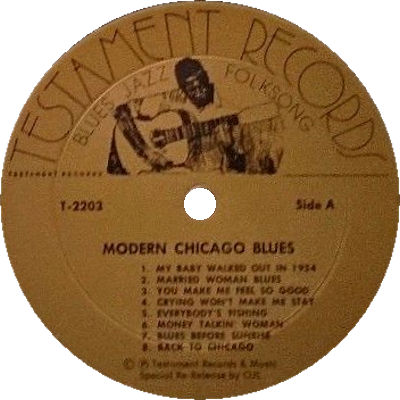 TESTAMENT RECORDS
BLUES JAZZ FOLKSONG
TESTAMENT RECORDS
T-2203
Side A
MODERN CHICAGO BLUES
1. MY BABY WALKED OUT IN 1954
2. MARRIED WOMAN BLUES
3. YOU MAKE ME FEEL SO GOOD
4. CRYING WON'T MAKE ME STAY
5. EVERYBODY'S FISHING
6. MONEY TALKIN' WOMAN
7. BLUES BEFORE SUNRISE
8. BACK TO CHICAGO
Testament Records & Music
Special Re-Release by CUL